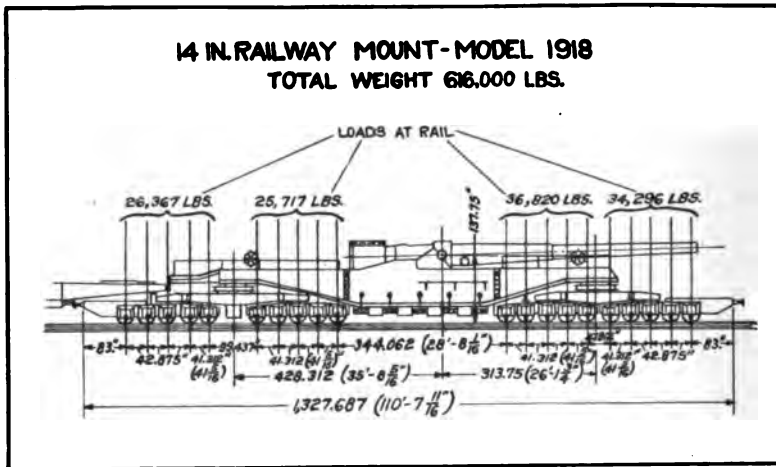 14 IN. RAILWAY MOUNT - MODEL 1918
TOTAL WEIGHT 616,000 LBS.
LOADS AT RAIL
26,367 LBS. 25,717 LBS. 36,820 LBS. 34,296 LBS.
137.75"
83" 344.062 (28'-8 1/16") 83"
42.875" 41.312" 41.312 (41 5/16") 41.312 (41 5/16") 41.312" 42.875"
(41 5/16) (41 5/16)
428.312 (35'-8 5/16") 313.75 (26'-1 3/4")
1,327.687 (110'-7 11/16")